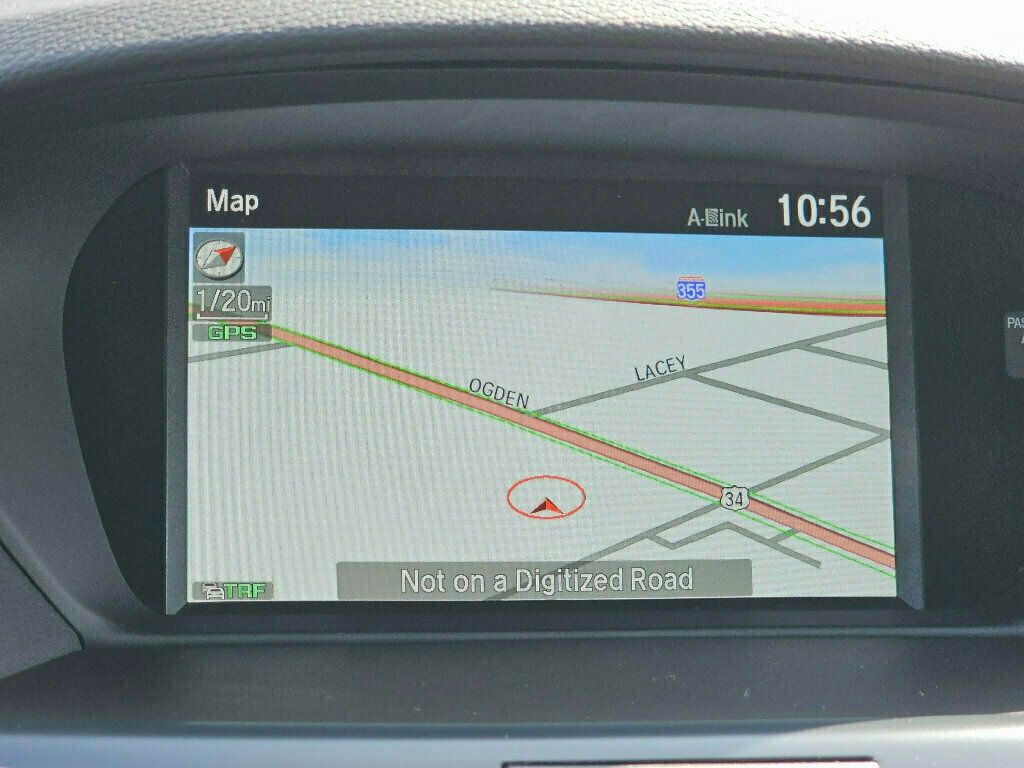 Map
A-Link
10:56
1/20mi
GPS
355
LACEY
OGDEN
34
Not on a Digitized Road
TRF